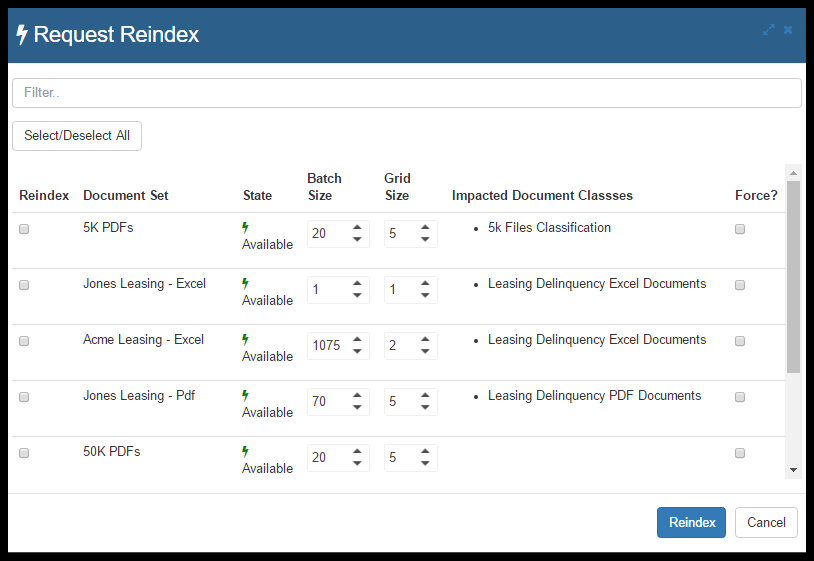 Request Reindex
Filter..
Select/Deselect All
Reindex Document Set State Batch Size Grid Size Impacted Document Classses Force?
5K PDFs Available 20 5 5k Files Classification
Jones Leasing - Excel Available 1 1 Leasing Delinquency Excel Documents
Acme Leasing - Excel Available 1075 2 Leasing Delinquency Excel Documents
Jones Leasing - Pdf Available 70 5 Leasing Delinquency PDF Documents
50K PDFs Available 20 5
Reindex Cancel